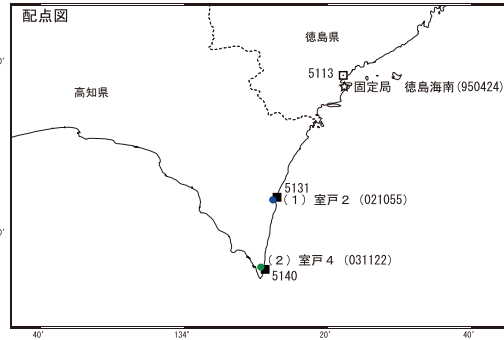 配点図
徳島県
5113
固定局 徳島海南(950424)
高知県
5131
(1)室戸2 (021055)
(2)室戸4 (031122)
5140
40′ 134° 20′ 40′